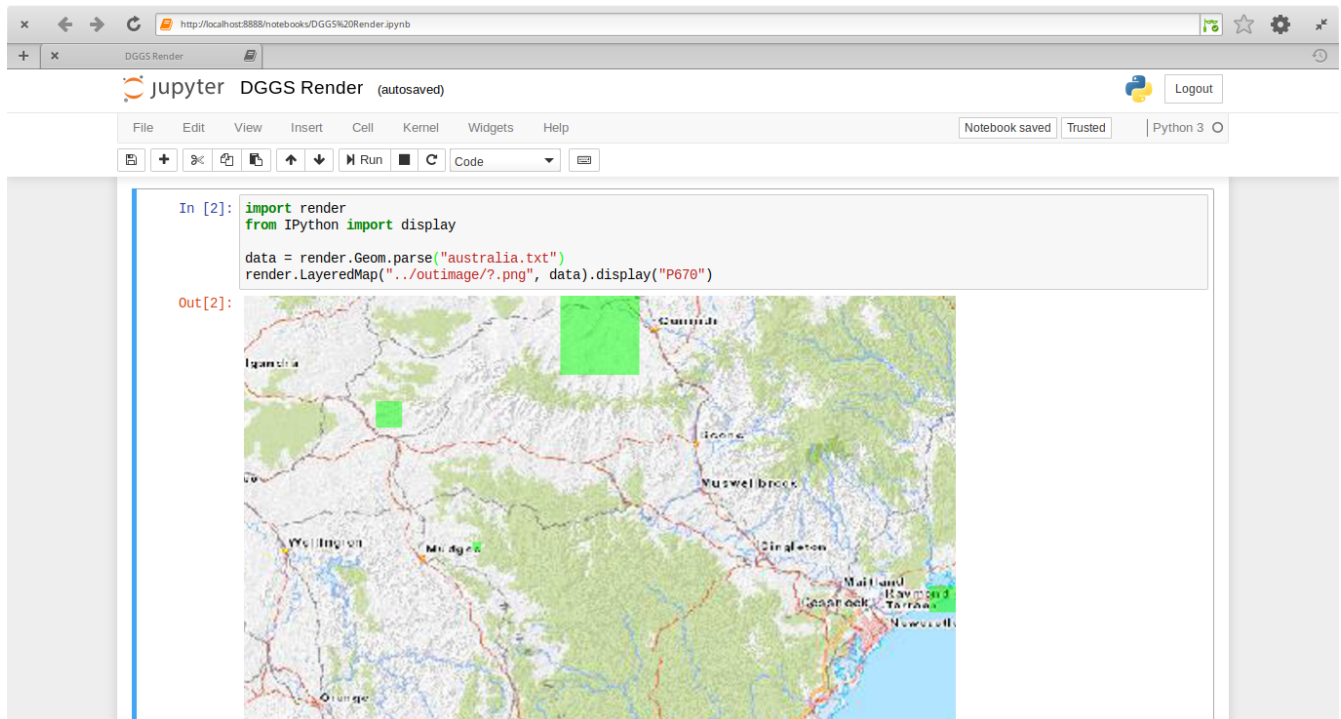 http://localhost:8888/notebooks/DGGS%20Render.ipynb
DGGS Render
jupyter DGGS Render (autosaved)
Logout
File Edit View Insert Cell Kernel Widgets Help
Notebook saved Trusted Python 3
Run Code
In [2]: import render
from IPython import display
data = render.Geom.parse("australia.txt")
render.LayeredMap("../outimage/?.png", data).display("P670")
Out[2]:
Gunnedah
lgandra
Scone
Muswellbrook
Wellington
Mudgee
Singleton
Maitland
Raymond
Cessnock
Terrace
Newcastle
Orange